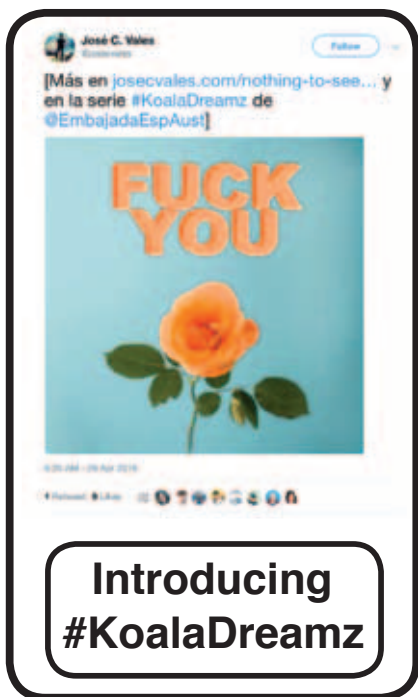 José C. Vales
Follow
[Más en josecvales.com/nothing-to-see... y
en la serie #KoalaDreamz de
@EmbajadaEspAust]
FUCK
YOU
Introducing
#KoalaDreamz